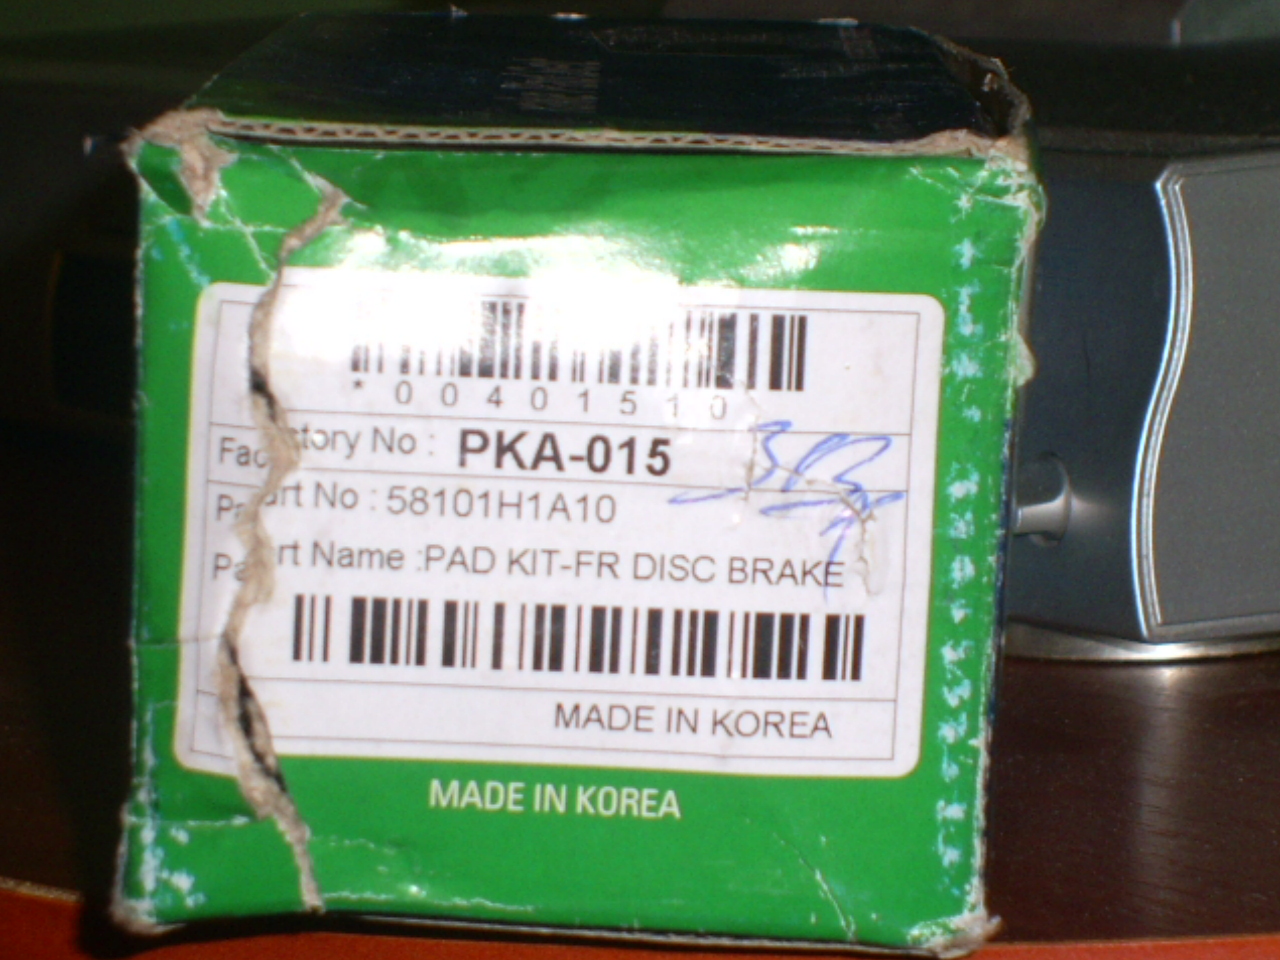 *00401510
Factory No : PKA-015
Part No : 58101H1A10
Part Name :PAD KIT-FR DISC BRAKE
MADE IN KOREA
MADE IN KOREA